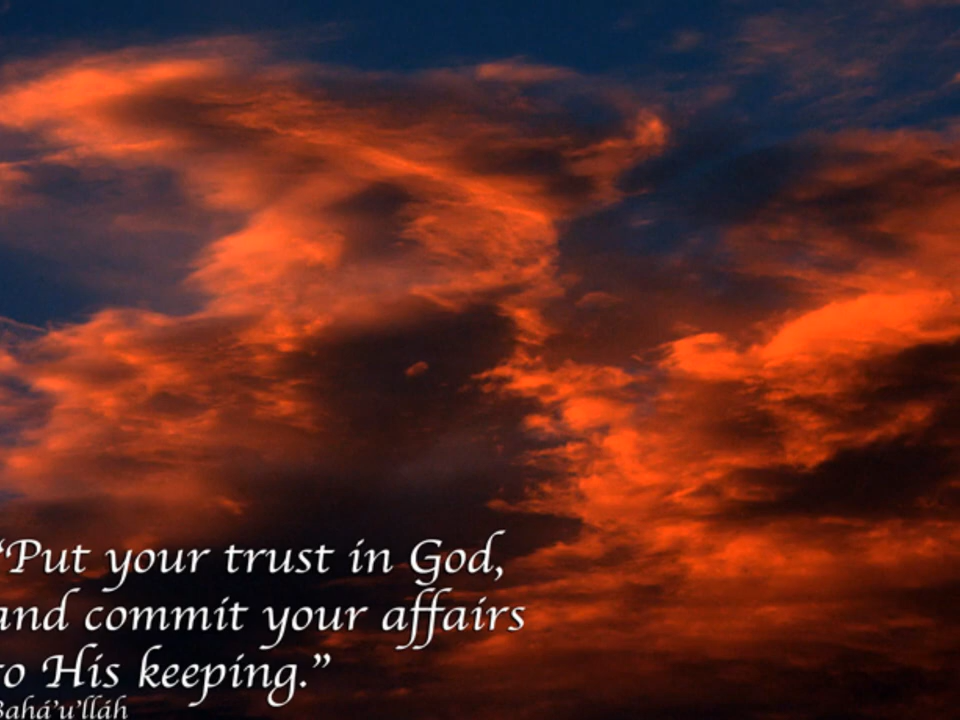 “Put your trust in God,
and commit your affairs
to His keeping.”
Bahá’u’lláh